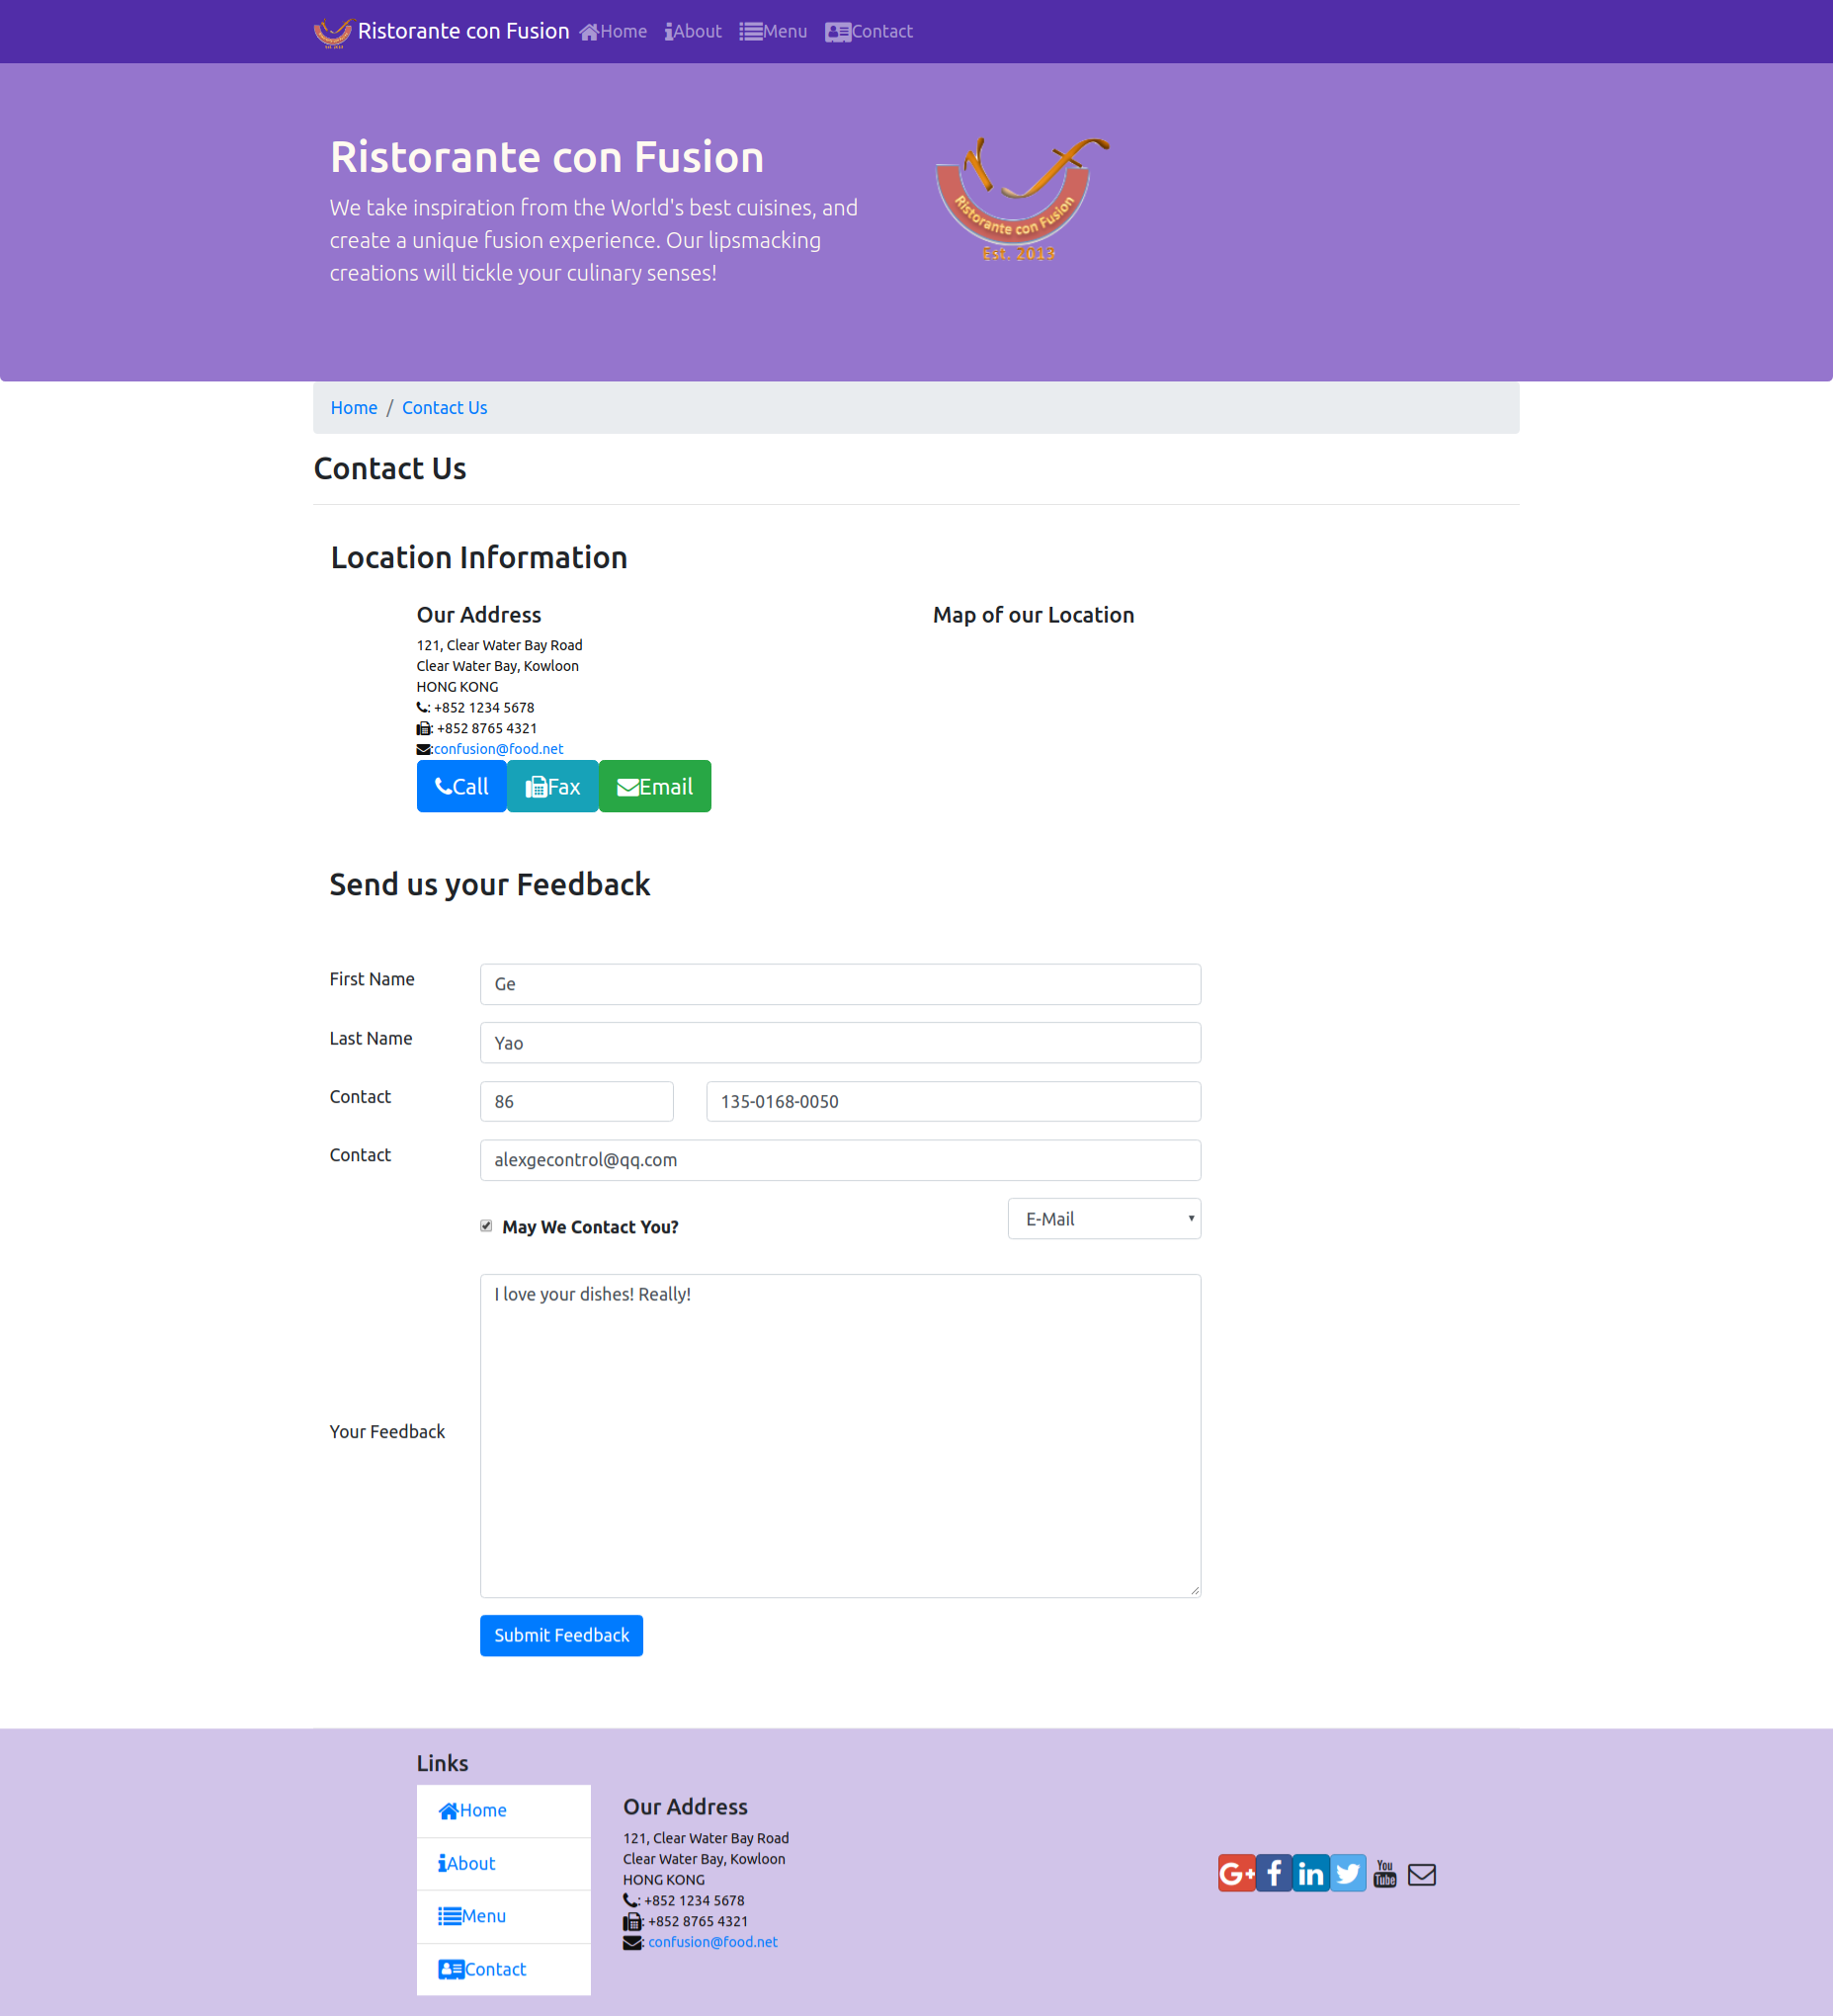 Ristorante con Fusion Home About Menu Contact
Ristorante con Fusion
We take inspiration from the World's best cuisines, and
create a unique fusion experience. Our lipsmacking
creations will tickle your culinary senses!
Ristorante con Fusion
Est. 2013
Home / Contact Us
Contact Us
Location Information
Our Address
121, Clear Water Bay Road
Clear Water Bay, Kowloon
HONG KONG
: +852 1234 5678
: +852 8765 4321
:confusion@food.net
Call Fax Email
Map of our Location
Send us your Feedback
First Name Ge
Last Name Yao
Contact 86 135-0168-0050
Contact alexgecontrol@qq.com
May We Contact You? E-Mail
I love your dishes! Really!
Your Feedback
Submit Feedback
Links
Home
About
Menu
Contact
Our Address
121, Clear Water Bay Road
Clear Water Bay, Kowloon
HONG KONG
: +852 1234 5678
: +852 8765 4321
: confusion@food.net
G+ f in You Tube